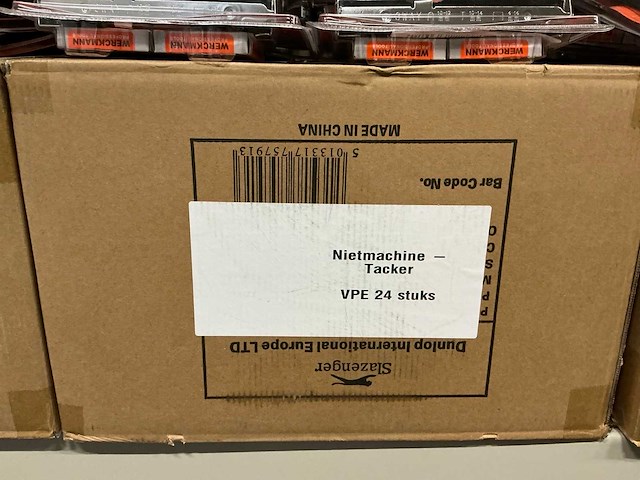 WERCKMANN WERCKMANN WERCKMANN WERCKMANN
MADE IN CHINA
5 013317 757913
Bar Code No.
Nietmachine –
Tacker
VPE 24 stuks
Dunlop International Europe LTD
Slazenger